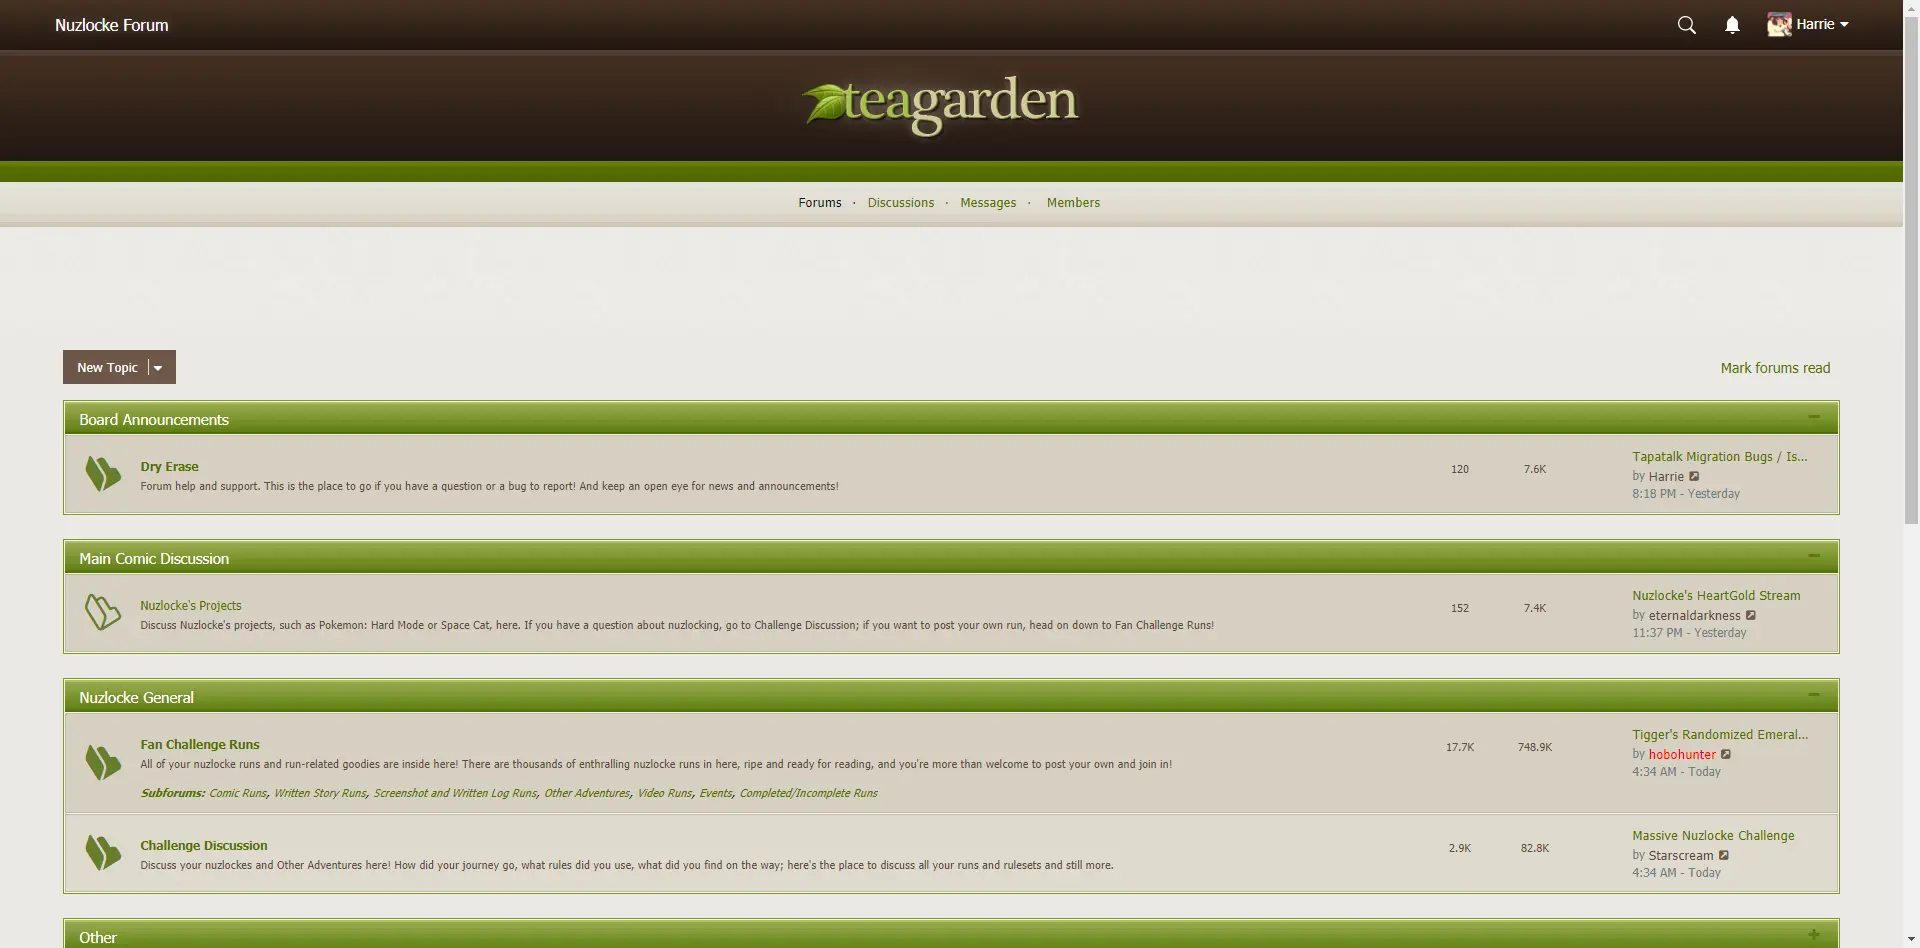 Nuzlocke Forum
Harrie
teagarden
Forums · Discussions · Messages · Members
New Topic
Mark forums read
Board Announcements
Dry Erase
Forum help and support. This is the place to go if you have a question or a bug to report! And keep an open eye for news and announcements!
120
7.6K
Tapatalk Migration Bugs / Is...
by Harrie
8:18 PM - Yesterday
Main Comic Discussion
Nuzlocke's Projects
Discuss Nuzlocke's projects, such as Pokemon: Hard Mode or Space Cat, here. If you have a question about nuzlocking, go to Challenge Discussion; if you want to post your own run, head on down to Fan Challenge Runs!
152
7.4K
Nuzlocke's HeartGold Stream
by eternaldarkness
11:37 PM - Yesterday
Nuzlocke General
Fan Challenge Runs
All of your nuzlocke runs and run-related goodies are inside here! There are thousands of enthralling nuzlocke runs in here, ripe and ready for reading, and you're more than welcome to post your own and join in!
Subforums: Comic Runs, Written Story Runs, Screenshot and Written Log Runs, Other Adventures, Video Runs, Events, Completed/Incomplete Runs
17.7K
748.9K
Tigger's Randomized Emeral...
by hobohunter
4:34 AM - Today
Challenge Discussion
Discuss your nuzlockes and Other Adventures here! How did your journey go, what rules did you use, what did you find on the way; here's the place to discuss all your runs and rulesets and still more.
2.9K
82.8K
Massive Nuzlocke Challenge
by Starscream
4:34 AM - Today
Other